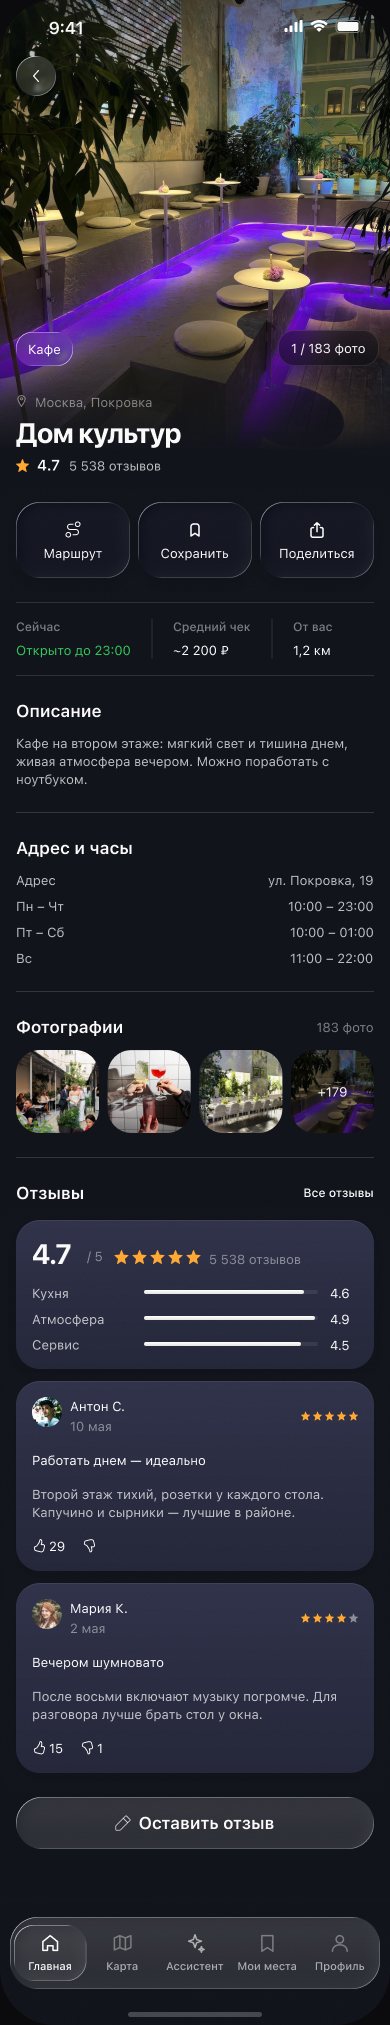 9:41
Кафе
1 / 183 фото
Москва, Покровка
Дом культур
4.7 5 538 отзывов
Маршрут Сохранить Поделиться
Сейчас Средний чек От вас
Открыто до 23:00 ~2 200 ₽ 1,2 км
Описание
Кафе на втором этаже: мягкий свет и тишина днем,
живая атмосфера вечером. Можно поработать с
ноутбуком.
Адрес и часы
Адрес ул. Покровка, 19
Пн – Чт 10:00 – 23:00
Пт – Сб 10:00 – 01:00
Вс 11:00 – 22:00
Фотографии 183 фото
+179
Отзывы Все отзывы
4.7 / 5 5 538 отзывов
Кухня 4.6
Атмосфера 4.9
Сервис 4.5
Антон С.
10 мая
Работать днем — идеально
Второй этаж тихий, розетки у каждого стола.
Капучино и сырники — лучшие в районе.
29
Мария К.
2 мая
Вечером шумновато
После восьми включают музыку погромче. Для
разговора лучше брать стол у окна.
15 1
Оставить отзыв
Главная Карта Ассистент Мои места Профиль